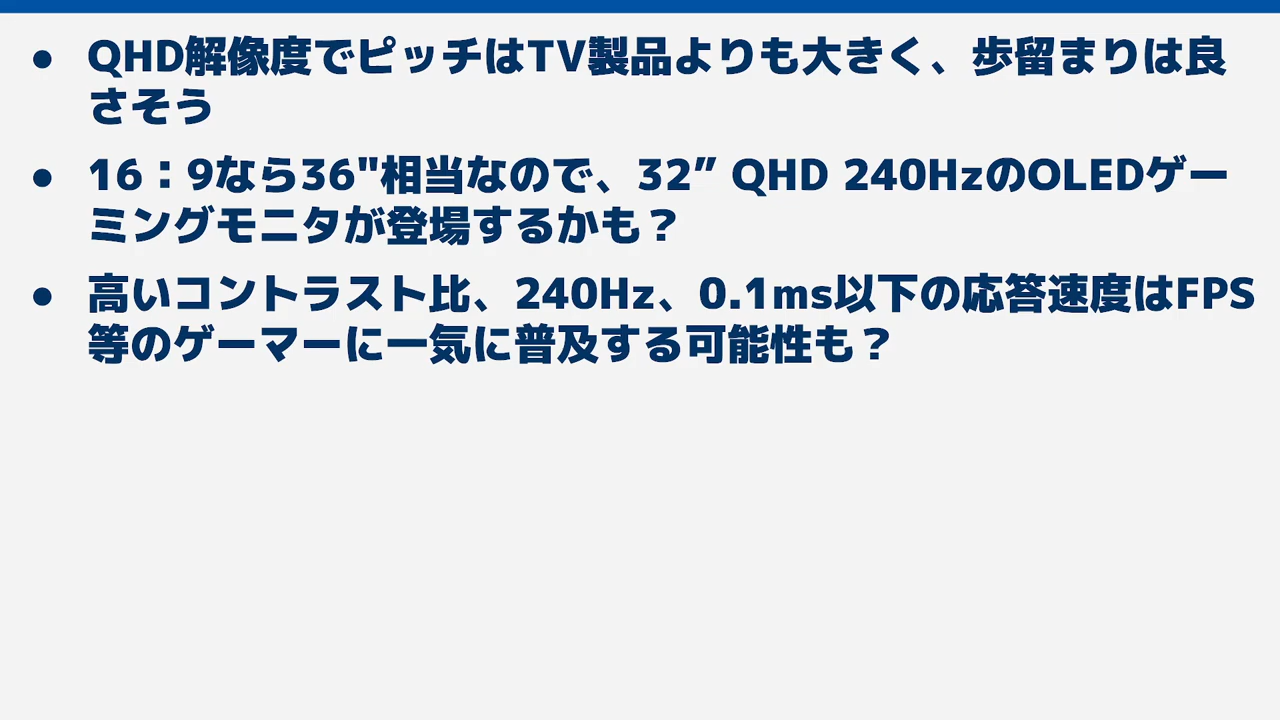 ● QHD解像度でピッチはTV製品よりも大きく、歩留まりは良
さそう
● 16：9なら36"相当なので、32” QHD 240HzのOLEDゲー
ミングモニタが登場するかも？
● 高いコントラスト比、240Hz、0.1ms以下の応答速度はFPS
等のゲーマーに一気に普及する可能性も？